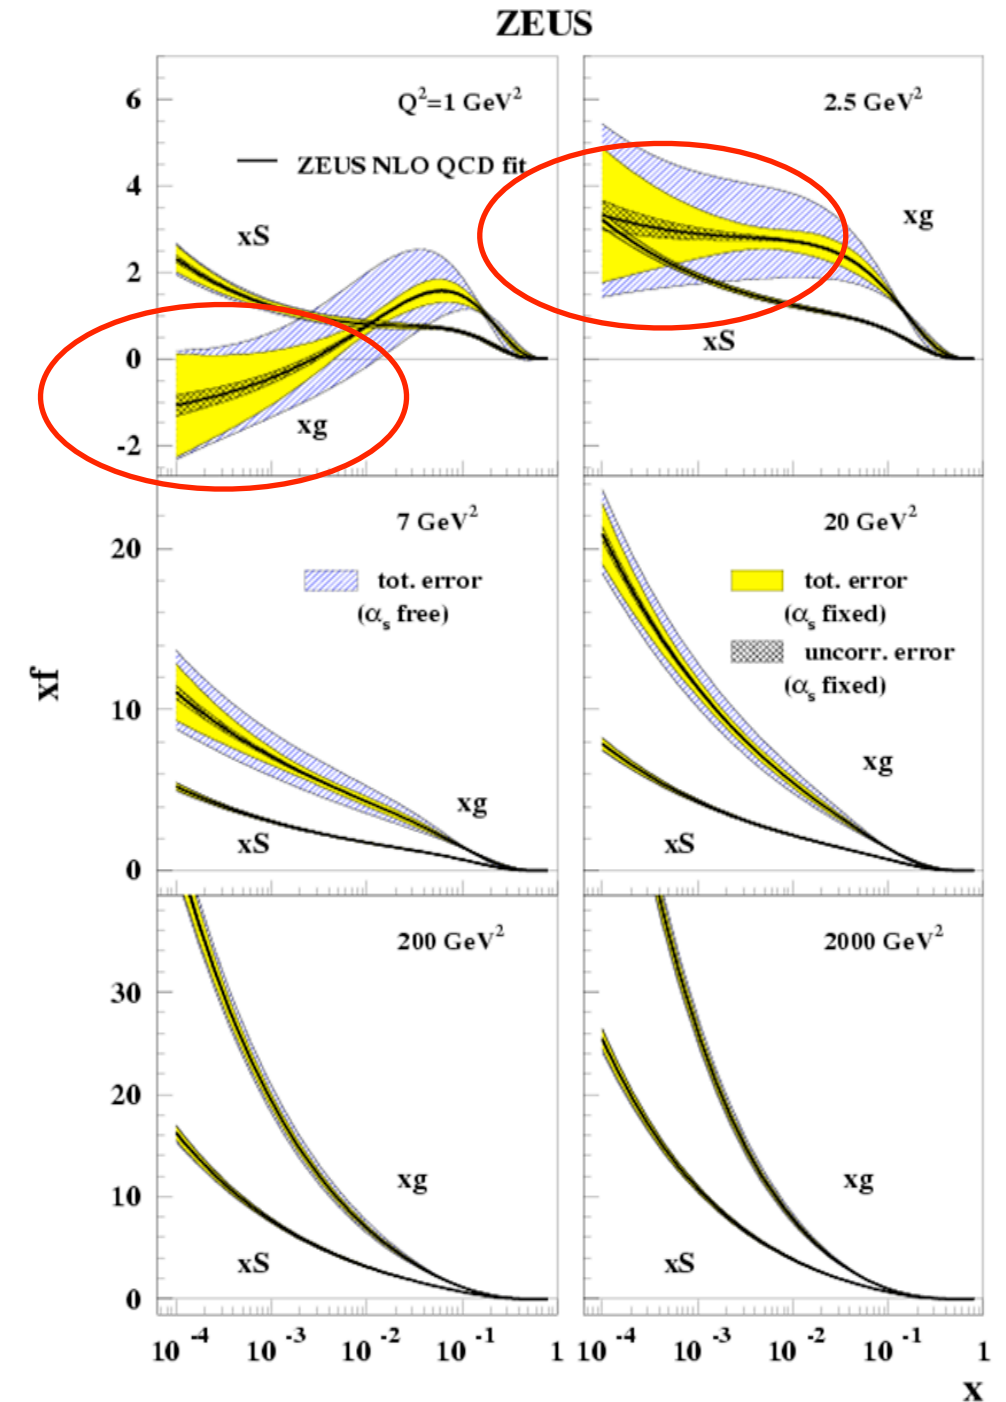 ZEUS
6
4
2
0
-2
Q²=1 GeV²
ZEUS NLO QCD fit
xS
xg
2.5 GeV²
xg
xS
20
10
0
7 GeV²
tot. error
(αs free)
xg
xS
20 GeV²
tot. error
(αs fixed)
uncorr. error
(αs fixed)
xg
xS
xf
30
20
10
0
200 GeV²
xg
xS
2000 GeV²
xg
xS
10⁻⁴ 10⁻³ 10⁻² 10⁻¹ 1 10⁻⁴ 10⁻³ 10⁻² 10⁻¹ 1
x